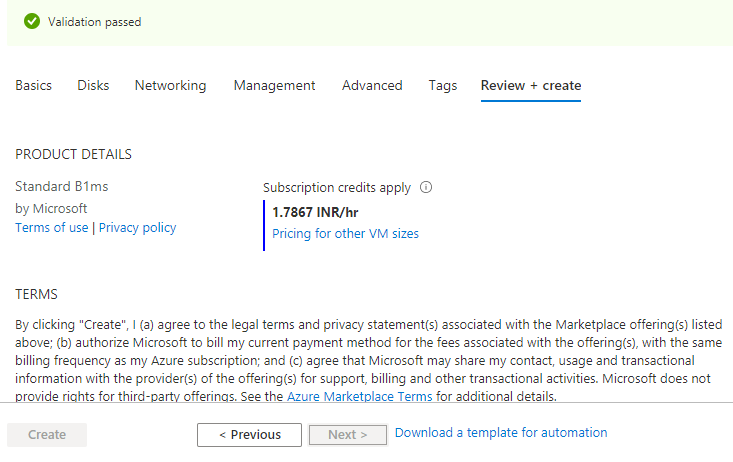 Validation passed
Basics Disks Networking Management Advanced Tags Review + create
PRODUCT DETAILS
Standard B1ms
by Microsoft
Terms of use | Privacy policy
Subscription credits apply
1.7867 INR/hr
Pricing for other VM sizes
TERMS
By clicking "Create", I (a) agree to the legal terms and privacy statement(s) associated with the Marketplace offering(s) listed
above; (b) authorize Microsoft to bill my current payment method for the fees associated with the offering(s), with the same
billing frequency as my Azure subscription; and (c) agree that Microsoft may share my contact, usage and transactional
information with the provider(s) of the offering(s) for support, billing and other transactional activities. Microsoft does not
provide rights for third-party offerings. See the Azure Marketplace Terms for additional details.
Create < Previous Next > Download a template for automation